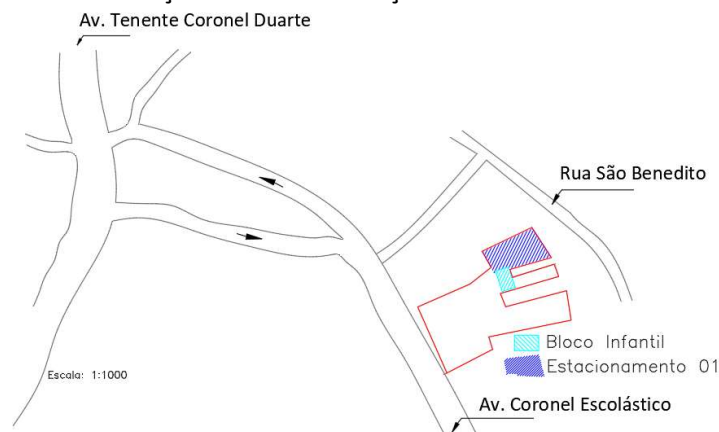 Av. Tenente Coronel Duarte
Rua São Benedito
Bloco Infantil
Estacionamento 01
Escala: 1:1000
Av. Coronel Escolástico